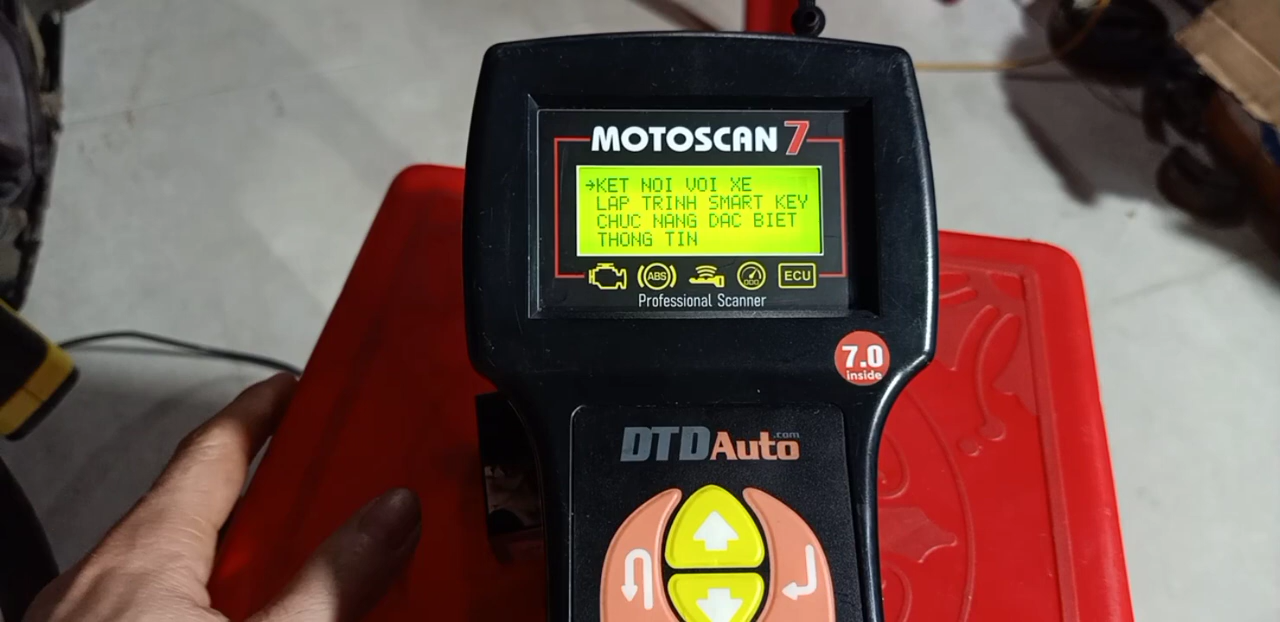 MOTOSCAN 7
→KET NOI VOI XE
LAP TRINH SMART KEY
CHUC NANG DAC BIET
THONG TIN
ABS
ECU
Professional Scanner
7.0
inside
DTDAuto.com